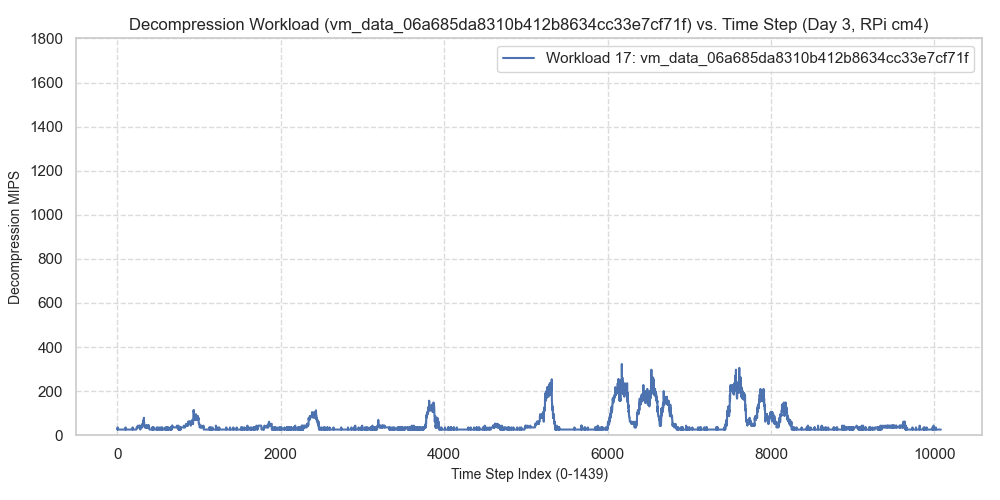 Decompression Workload (vm_data_06a685da8310b412b8634cc33e7cf71f) vs. Time Step (Day 3, RPi cm4)
Workload 17: vm_data_06a685da8310b412b8634cc33e7cf71f
Decompression MIPS
1800
1600
1400
1200
1000
800
600
400
200
0
0 2000 4000 6000 8000 10000
Time Step Index (0-1439)